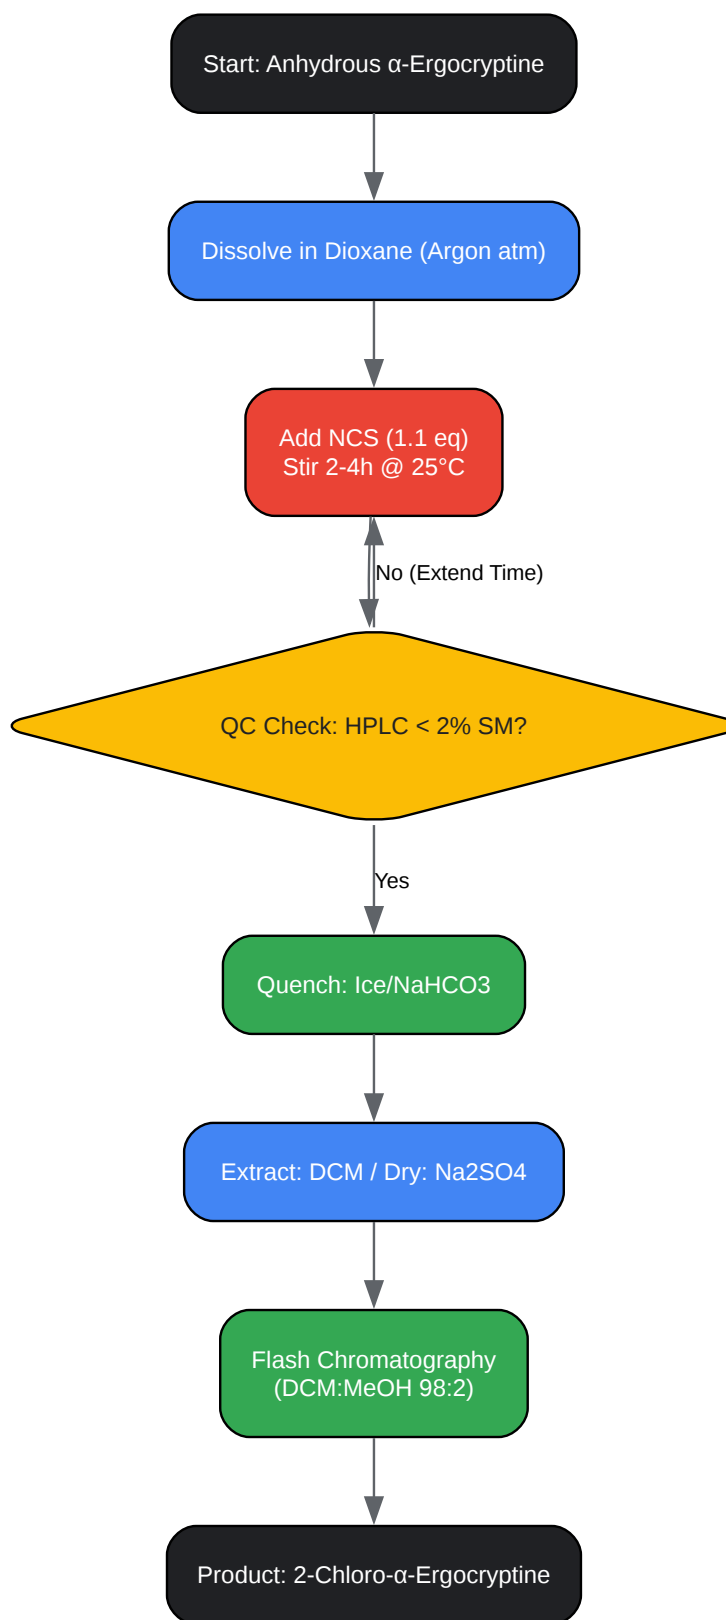 Start: Anhydrous α-Ergocryptine
Dissolve in Dioxane (Argon atm)
Add NCS (1.1 eq)
Stir 2-4h @ 25°C
No (Extend Time)
QC Check: HPLC < 2% SM?
Yes
Quench: Ice/NaHCO3
Extract: DCM / Dry: Na2SO4
Flash Chromatography
(DCM:MeOH 98:2)
Product: 2-Chloro-α-Ergocryptine